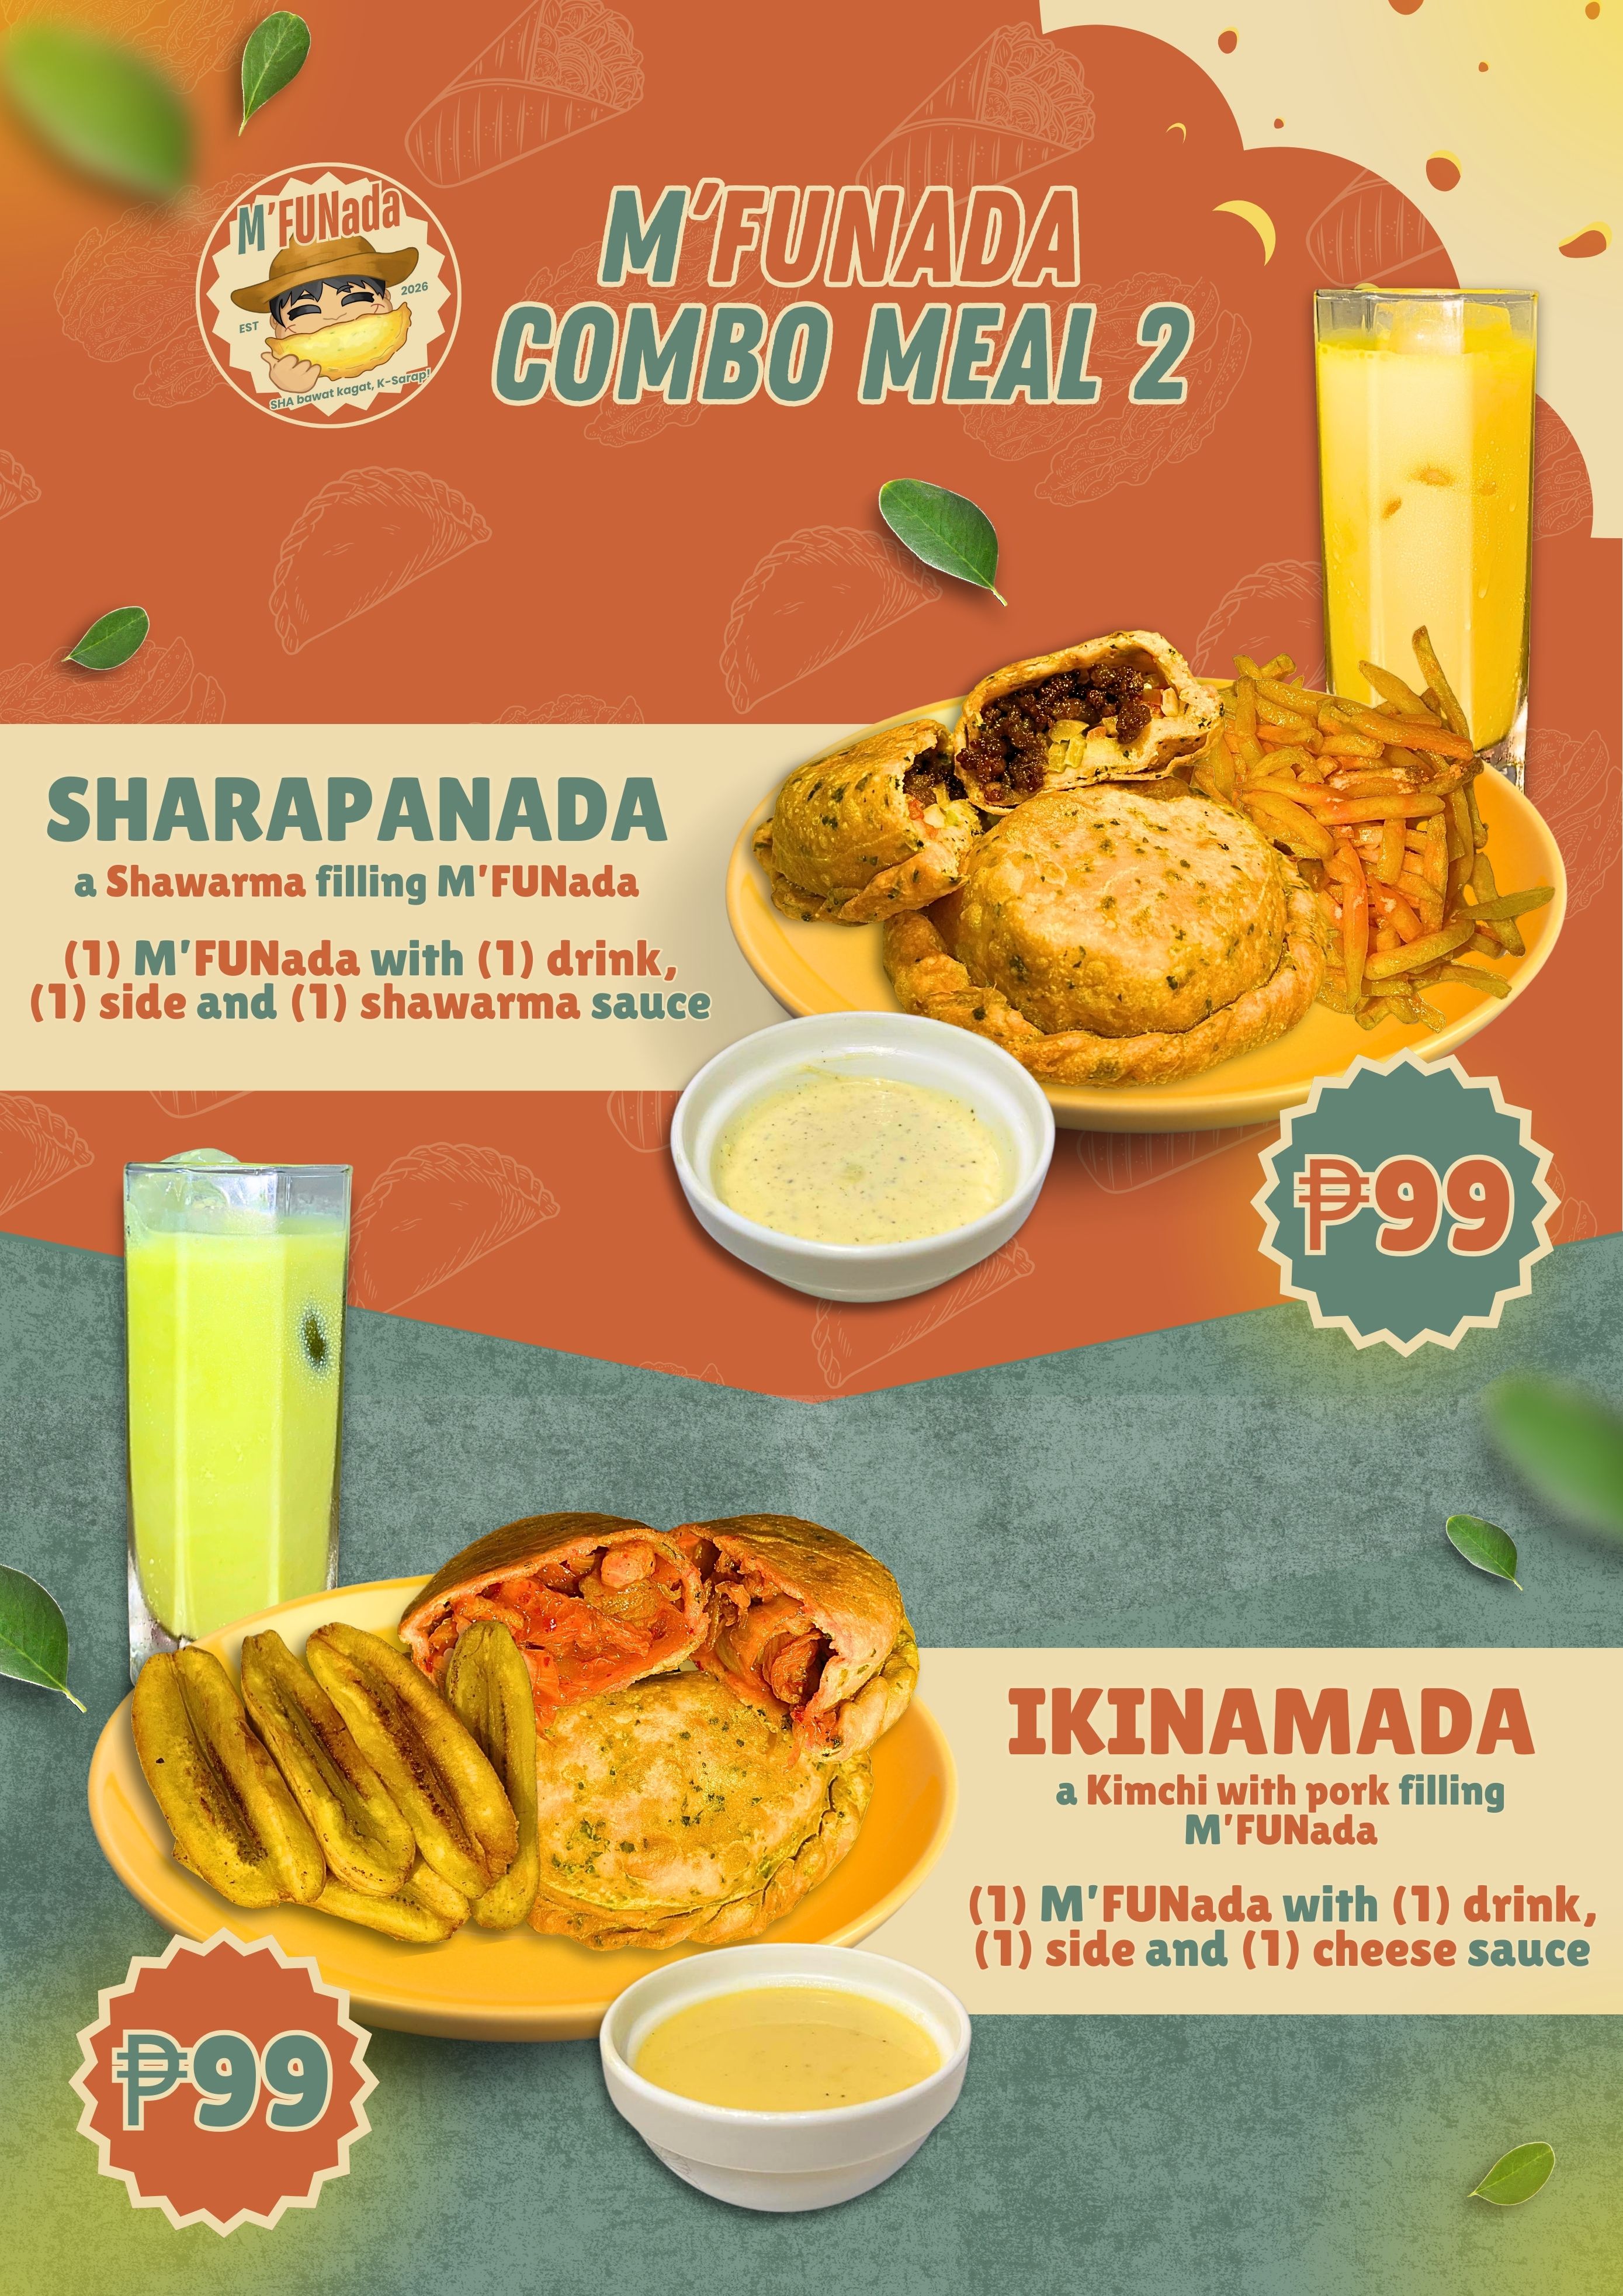 M'FUNada
EST
2026
SHA bawat kagat, K-Sarap!
M'FUNADA
COMBO MEAL 2
SHARAPANADA
a Shawarma filling M'FUNada
(1) M'FUNada with (1) drink,
(1) side and (1) shawarma sauce
₱99
IKINAMADA
a Kimchi with pork filling
M'FUNada
(1) M'FUNada with (1) drink,
(1) side and (1) cheese sauce
₱99